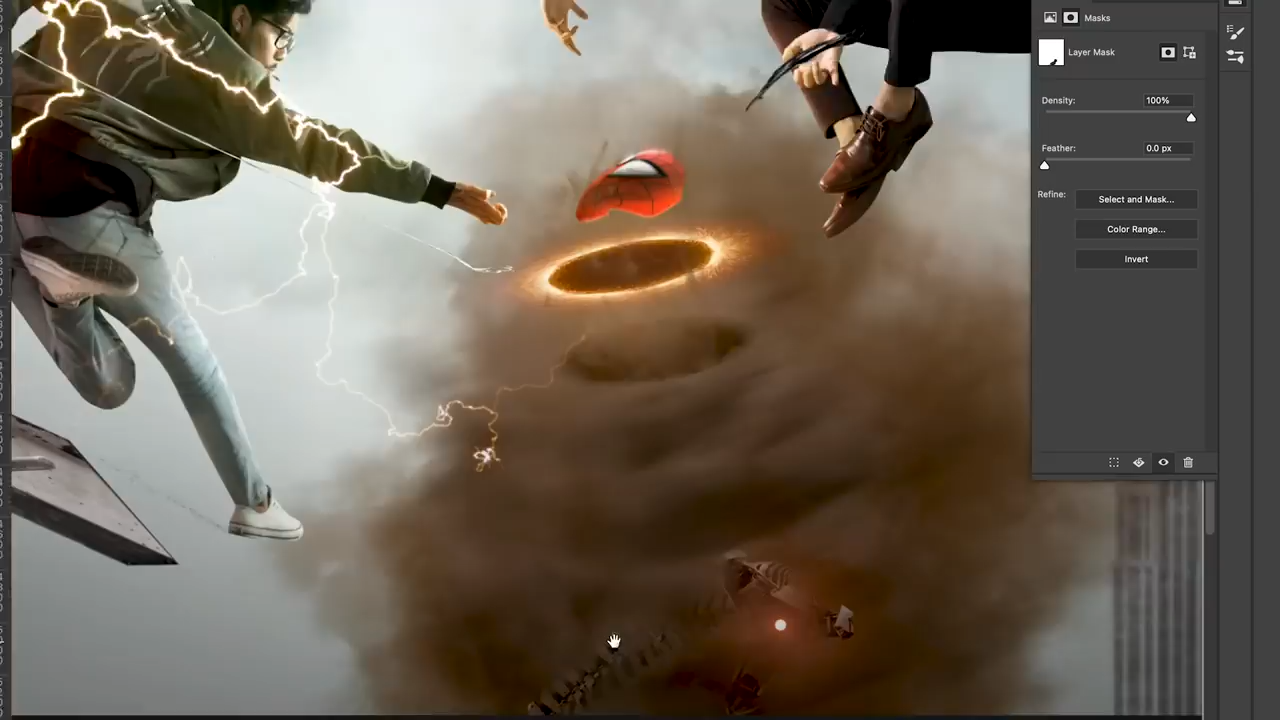 Masks
Layer Mask
Density:
100%
Feather:
0.0 px
Refine:
Select and Mask...
Color Range...
Invert